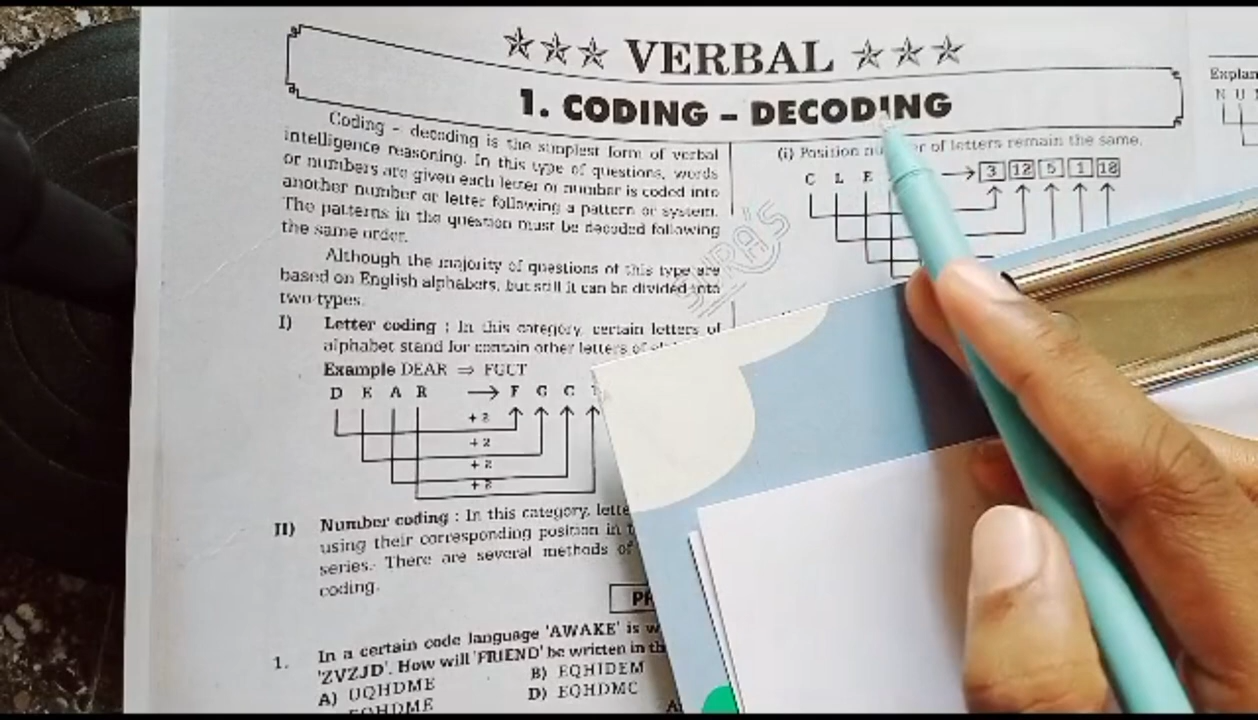 *** VERBAL ***
1. CODING – DECODING
Coding - decoding is the simplest form of verbal
intelligence reasoning. In this type of questions, words
or numbers are given each letter or number is coded into
another number or letter following a pattern or system.
The patterns in the question must be decoded following
the same order.
Although the majority of questions of this type are
based on English alphabets, but still it can be divided into
two types.
I) Letter coding : In this category, certain letters of
alphabet stand for contain other letters of
Example DEAR ⇒ FGCT
D E A R → F G C
+ 2
+ 2
+ 2
+ 2
II) Number coding : In this category,
using their corresponding position in
series. There are several methods of
coding.
1. In a certain code language 'AWAKE' is
'ZVZJD'. How will 'FRIEND' be written in
A) UQHDME B) EQHIDEM
EQHDME D) EQHDMC
(i) Position of letters remain the same.
C L E → 3 12 5 1 18
SURA'S
Explan
N U